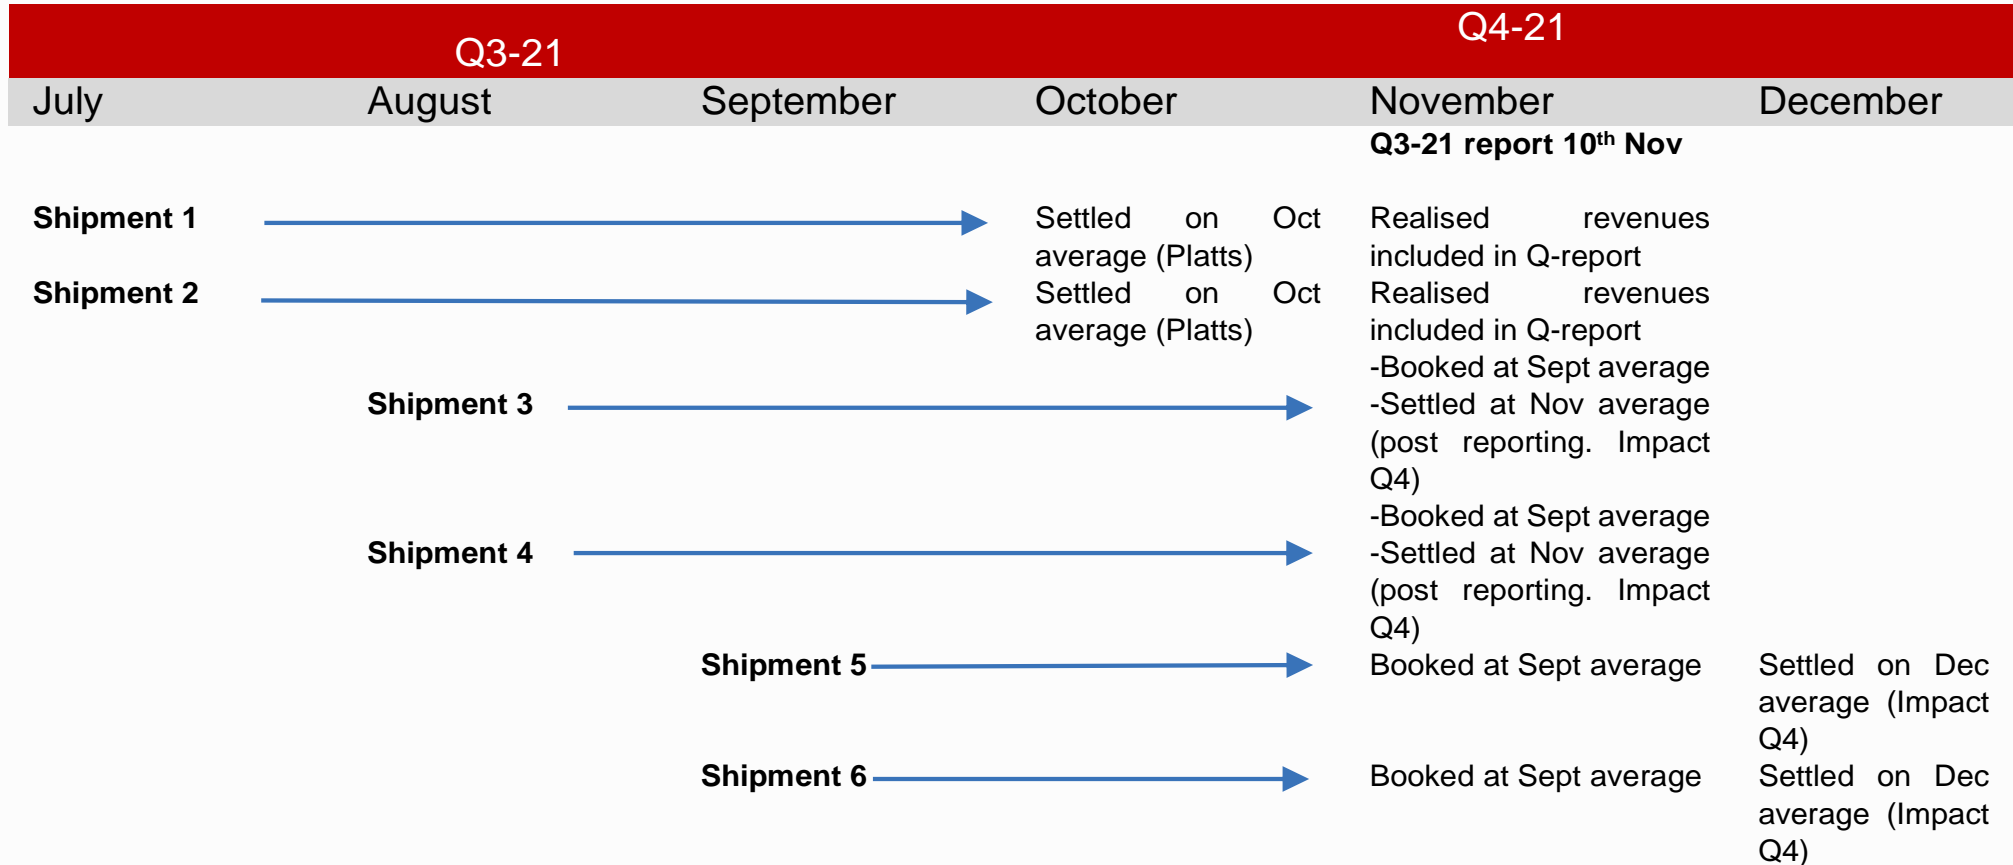 Q3-21
Q4-21
July August September October November December
Q3-21 report 10th Nov
Shipment 1 Settled on Oct Realised revenues
average (Platts) included in Q-report
Shipment 2 Settled on Oct Realised revenues
average (Platts) included in Q-report
-Booked at Sept average
Shipment 3 -Settled at Nov average
(post reporting. Impact
Q4)
-Booked at Sept average
Shipment 4 -Settled at Nov average
(post reporting. Impact
Q4)
Shipment 5 Booked at Sept average Settled on Dec
average (Impact
Q4)
Shipment 6 Booked at Sept average Settled on Dec
average (Impact
Q4)